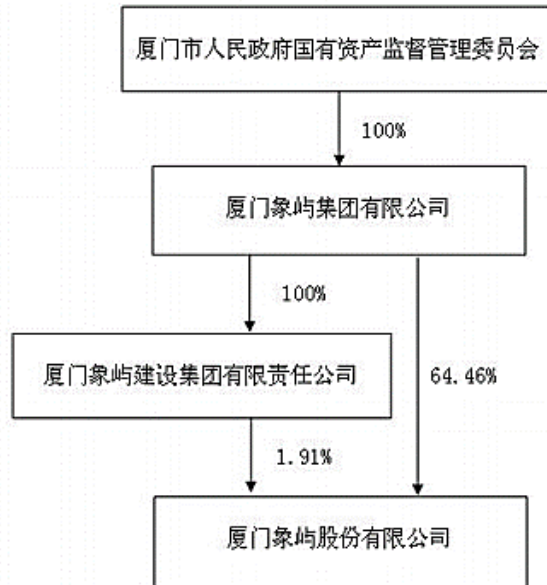 厦门市人民政府国有资产监督管理委员会
100%
厦门象屿集团有限公司
100%
厦门象屿建设集团有限责任公司
64.46%
1.91%
厦门象屿股份有限公司